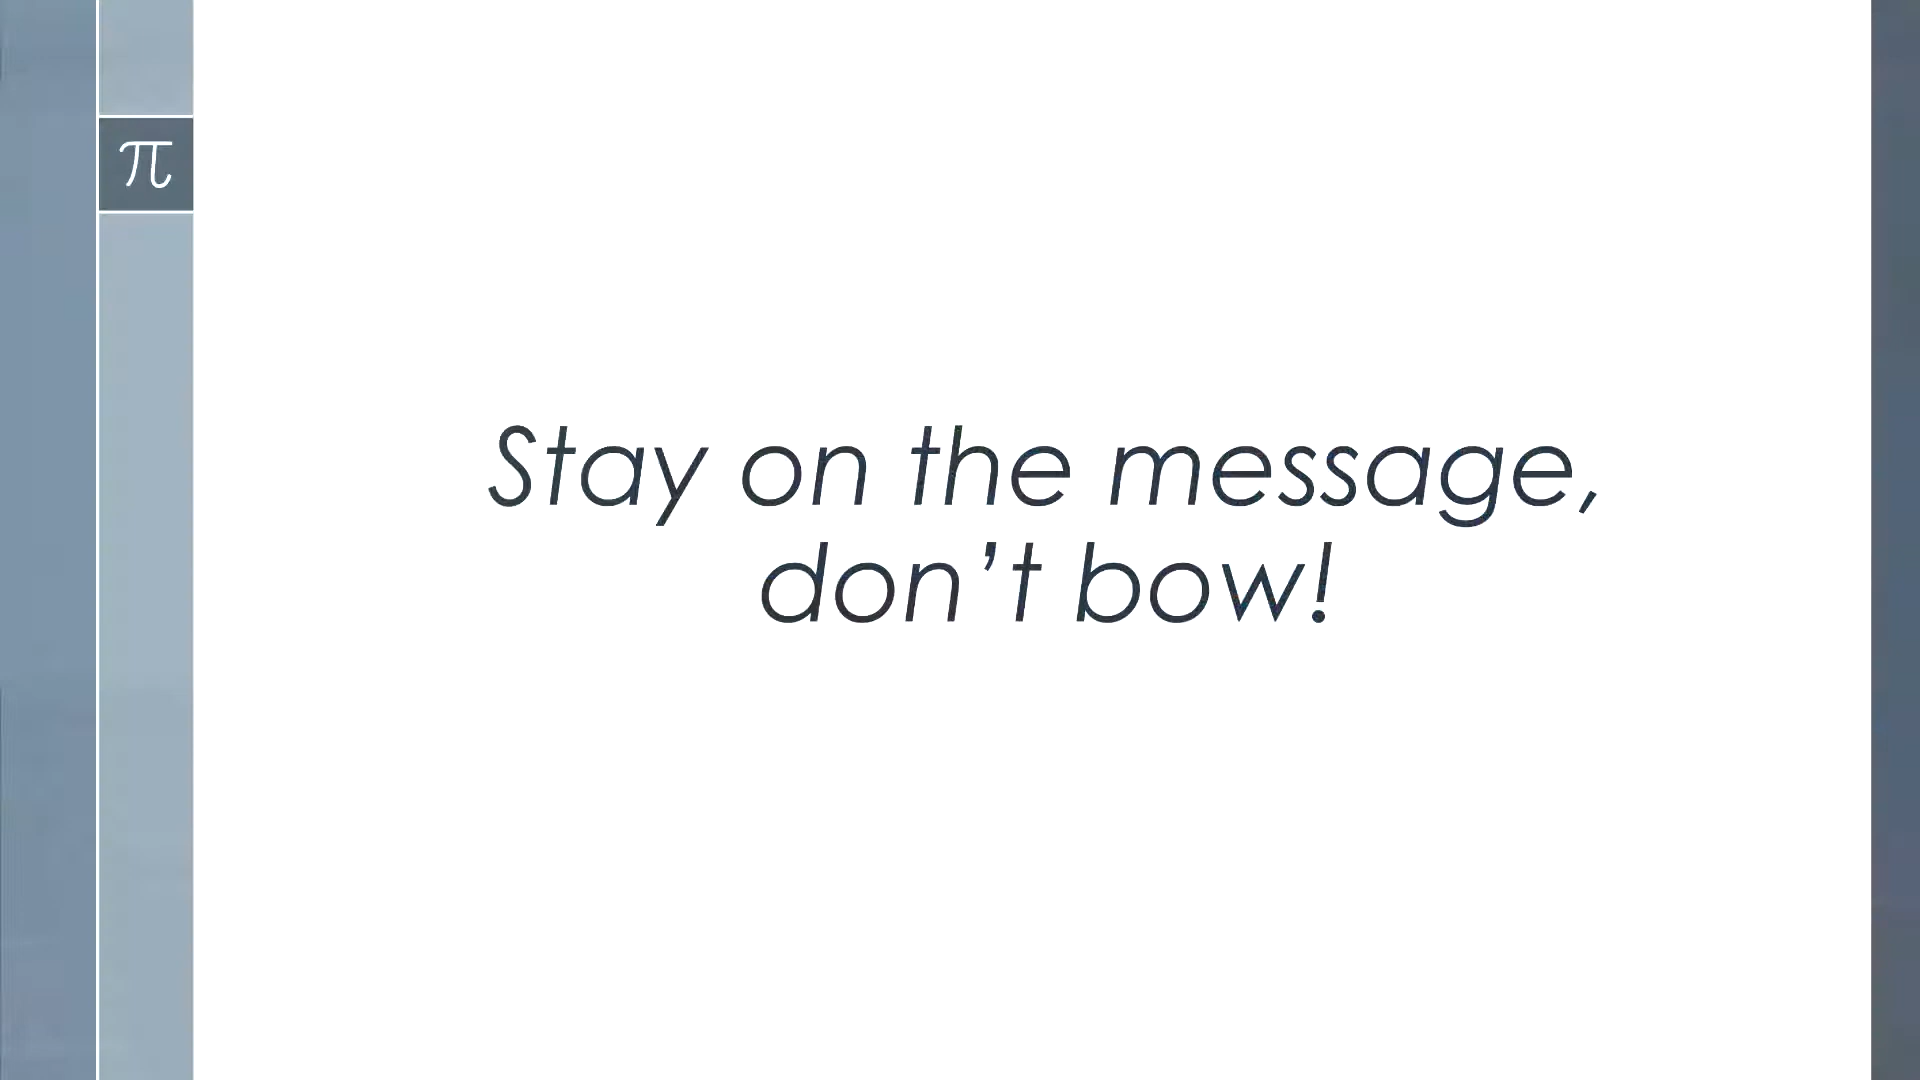 π
Stay on the message,
don’t bow!